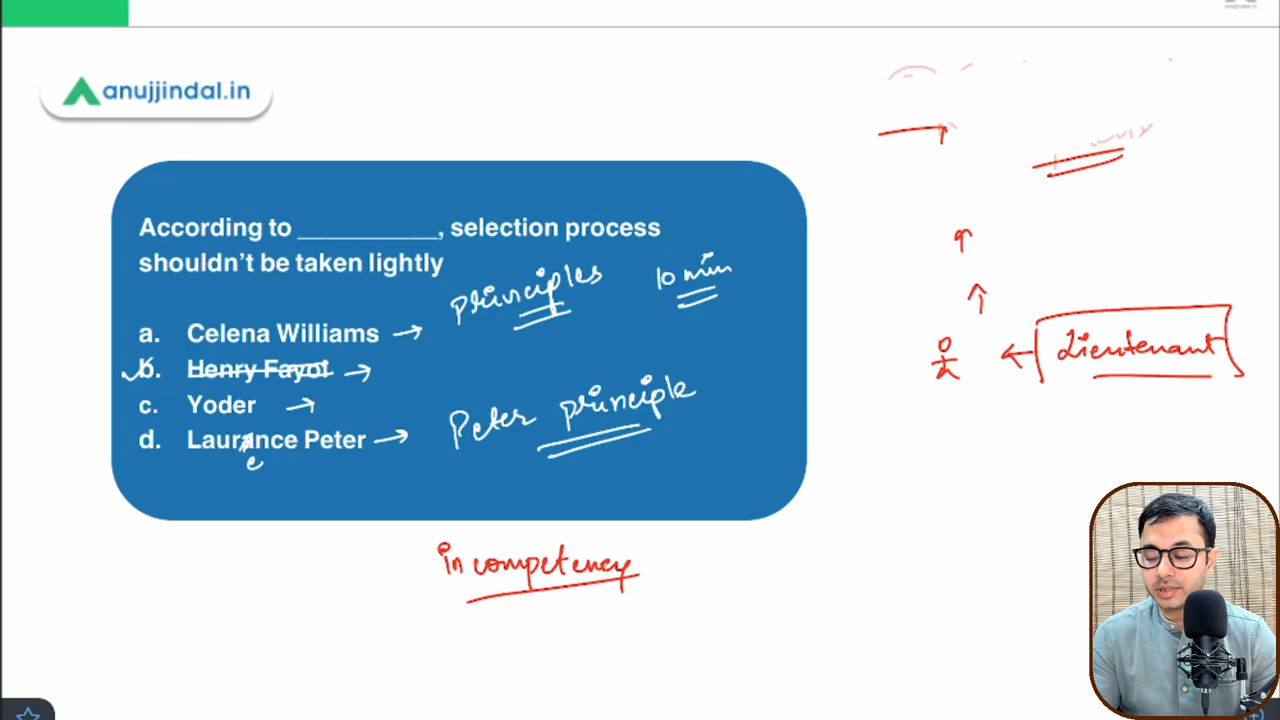 anujjindal.in
According to __________, selection process
shouldn't be taken lightly
principles 10 min
a. Celena Williams →
b. Henry Fayol →
c. Yoder →
Peter principle
d. Laurance Peter →
e
Lieutenant
incompetency